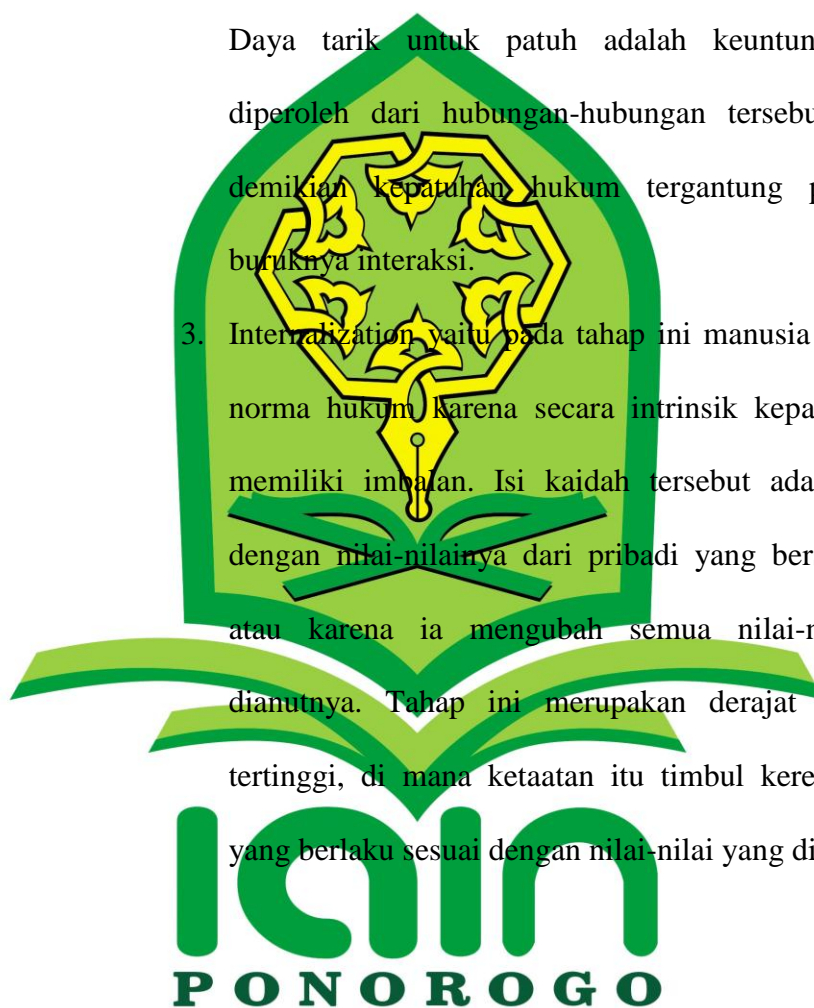 Daya tarik untuk patuh adalah keuntun
diperoleh dari hubungan-hubungan tersebu
demikian kepatuhan hukum tergantung p
buruknya interaksi.
3. Internalization yaitu pada tahap ini manusia
norma hukum karena secara intrinsik kepa
memiliki imbalan. Isi kaidah tersebut ada
dengan nilai-nilainya dari pribadi yang ber
atau karena ia mengubah semua nilai-n
dianutnya. Tahap ini merupakan derajat
tertinggi, di mana ketaatan itu timbul kere
yang berlaku sesuai dengan nilai-nilai yang di
iain
PONOROGO